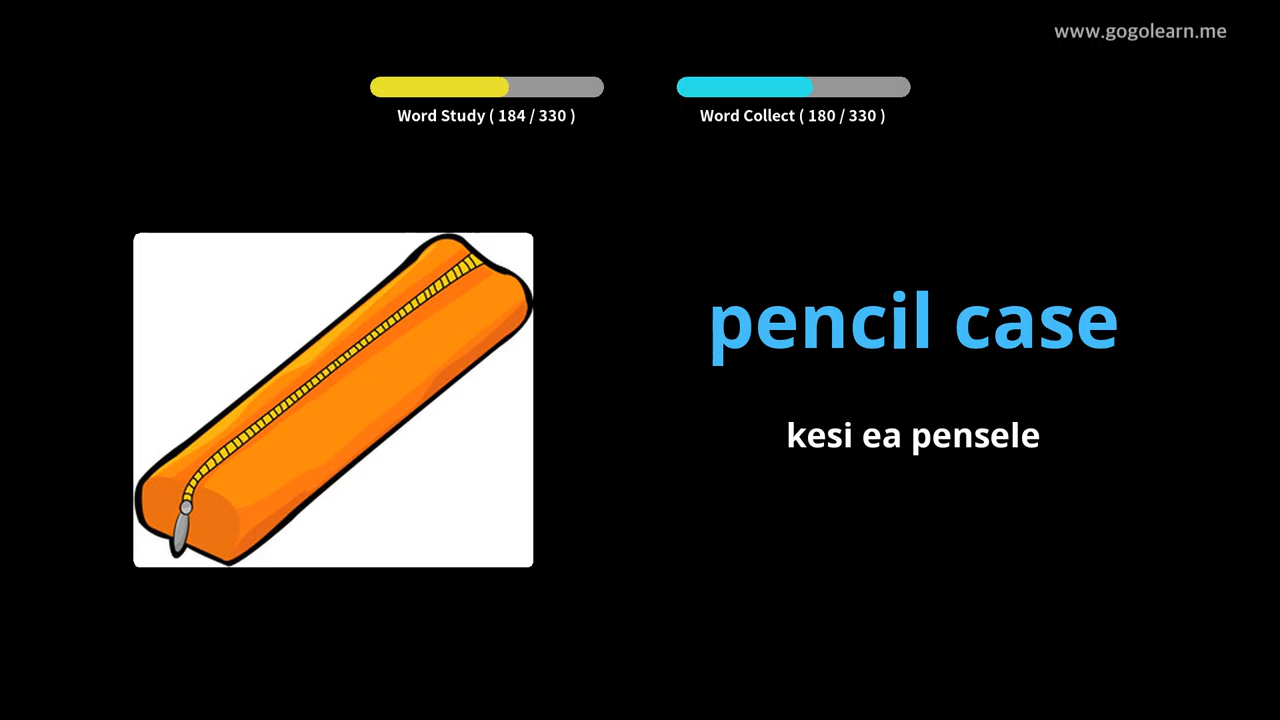 www.gogolearn.me
Word Study ( 184 / 330 )
Word Collect ( 180 / 330 )
pencil case
kesi ea pensele